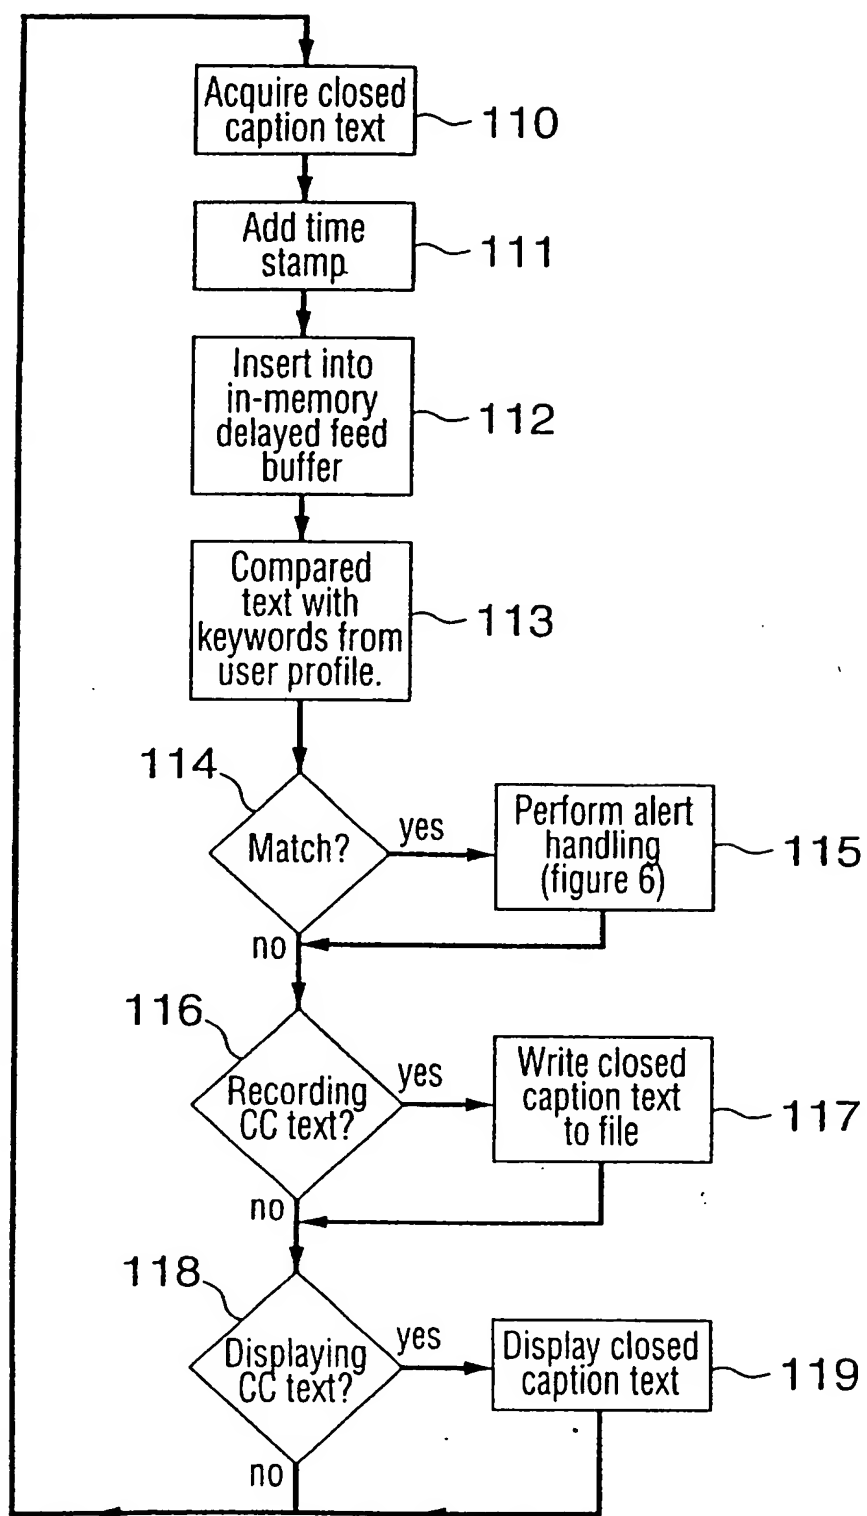 Acquire closed
caption text
110
Add time
stamp.
111
Insert into
in-memory
delayed feed
buffer
112
Compared
text with
keywords from
user profile.
113
114
Match?
yes
no
Perform alert
handling
(figure 6)
115
116
Recording
CC text?
yes
no
Write closed
caption text
to file
117
118
Displaying
CC text?
yes
no
Display closed
caption text
119